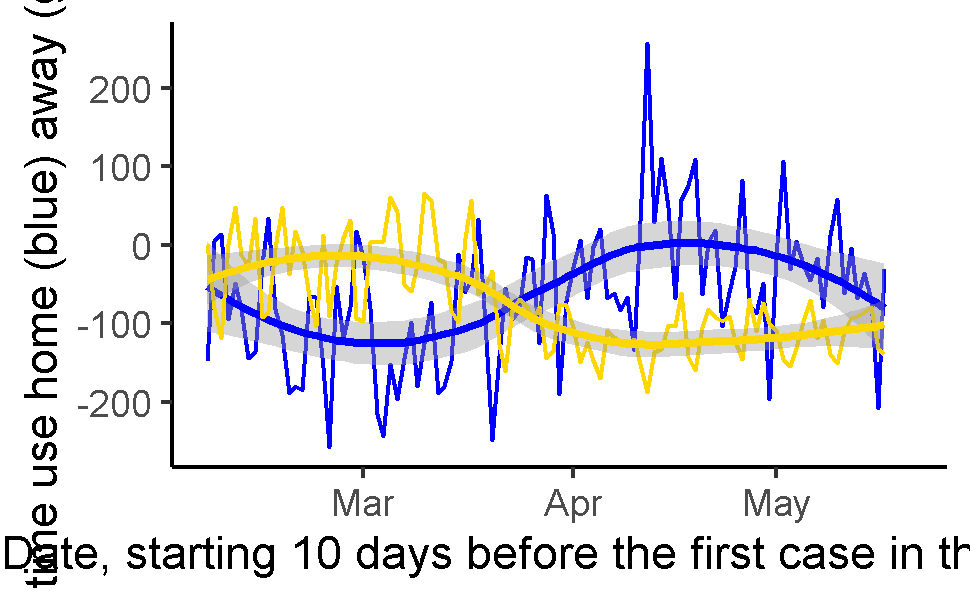 time use home (blue) away (
200
100
0
-100
-200
Mar Apr May
Date, starting 10 days before the first case in th